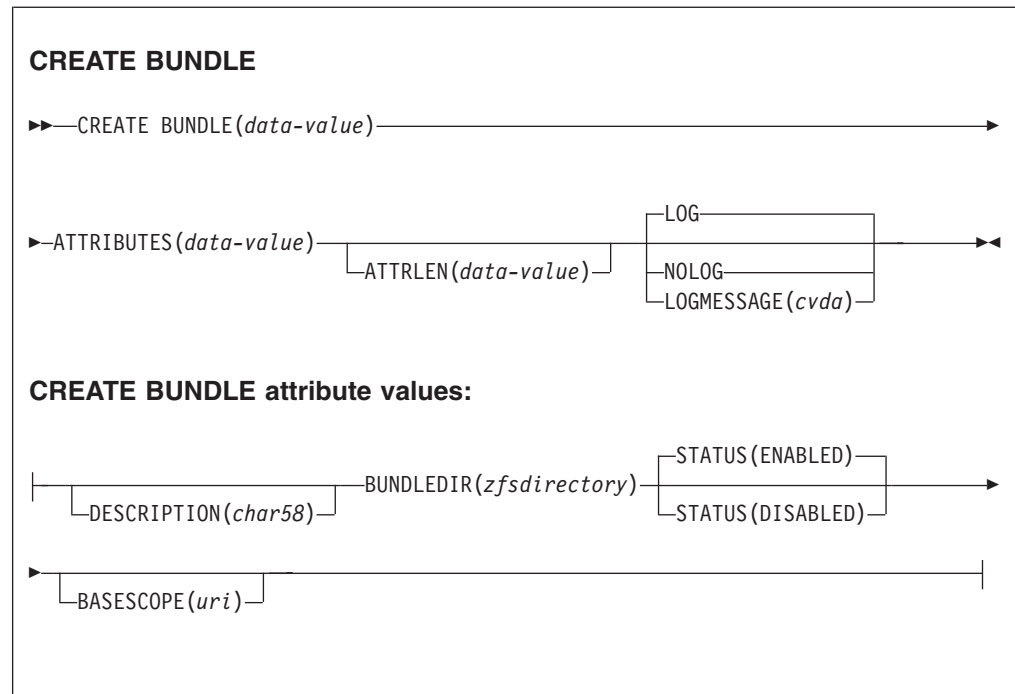 CREATE BUNDLE
CREATE BUNDLE(data-value)
LOG
ATTRIBUTES(data-value)
ATTRLEN(data-value)
NOLOG
LOGMESSAGE(cvda)
CREATE BUNDLE attribute values:
STATUS(ENABLED)
BUNDLEDIR(zfsdirectory)
DESCRIPTION(char58)
STATUS(DISABLED)
BASESCOPE(uri)